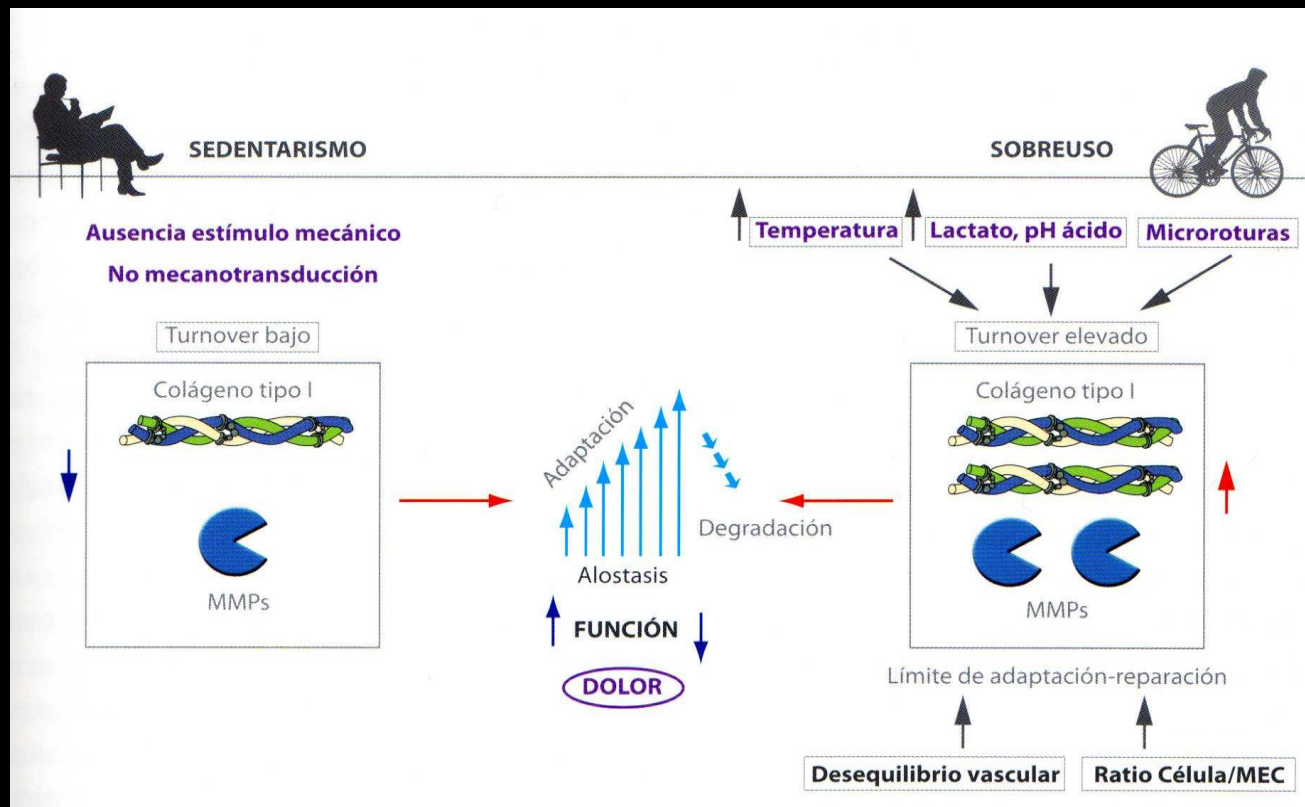 SEDENTARISMO
SOBREUSO
Ausencia estímulo mecánico
No mecanotransducción
Temperatura
Lactato, pH ácido
Microroturas
Turnover bajo
Turnover elevado
Colágeno tipo I
MMPs
Adaptación
Degradación
Alostasis
FUNCIÓN
DOLOR
Colágeno tipo I
MMPs
Límite de adaptación-reparación
Desequilibrio vascular
Ratio Célula/MEC